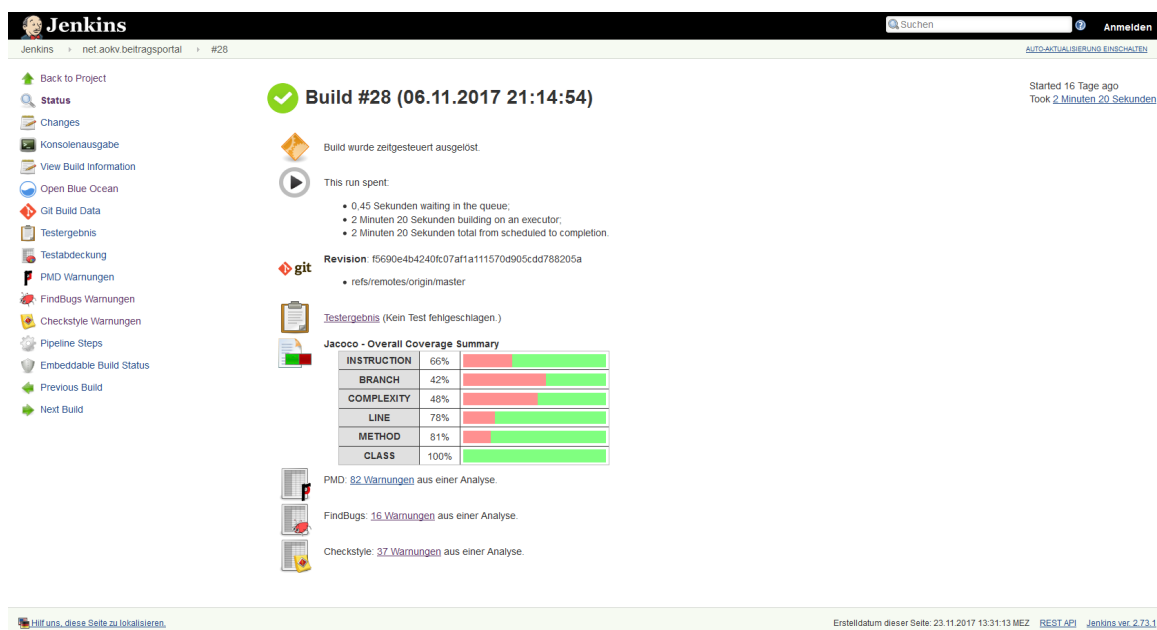 Jenkins
Suchen
Anmelden
Jenkins net.aokv.beitragsportal #28
AUTO-AKTUALISIERUNG EINSCHALTEN
Back to Project
Status
Changes
Konsolenausgabe
View Build Information
Open Blue Ocean
Git Build Data
Testergebnis
Testabdeckung
PMD Warnungen
FindBugs Warnungen
Checkstyle Warnungen
Pipeline Steps
Embeddable Build Status
Previous Build
Next Build
Build #28 (06.11.2017 21:14:54)
Started 16 Tage ago
Took 2 Minuten 20 Sekunden
Build wurde zeitgesteuert ausgelöst.
This run spent:
• 0,45 Sekunden waiting in the queue;
• 2 Minuten 20 Sekunden building on an executor;
• 2 Minuten 20 Sekunden total from scheduled to completion.
git
Revision: f5690e4b4240fc07af1a111570d905cdd788205a
• refs/remotes/origin/master
Testergebnis (Kein Test fehlgeschlagen.)
Jacoco - Overall Coverage Summary
INSTRUCTION 66%
BRANCH 42%
COMPLEXITY 48%
LINE 78%
METHOD 81%
CLASS 100%
PMD: 82 Warnungen aus einer Analyse.
FindBugs: 16 Warnungen aus einer Analyse.
Checkstyle: 37 Warnungen aus einer Analyse.
Hilf uns, diese Seite zu lokalisieren.
Erstelldatum dieser Seite: 23.11.2017 13:31:13 MEZ REST API Jenkins ver. 2.73.1